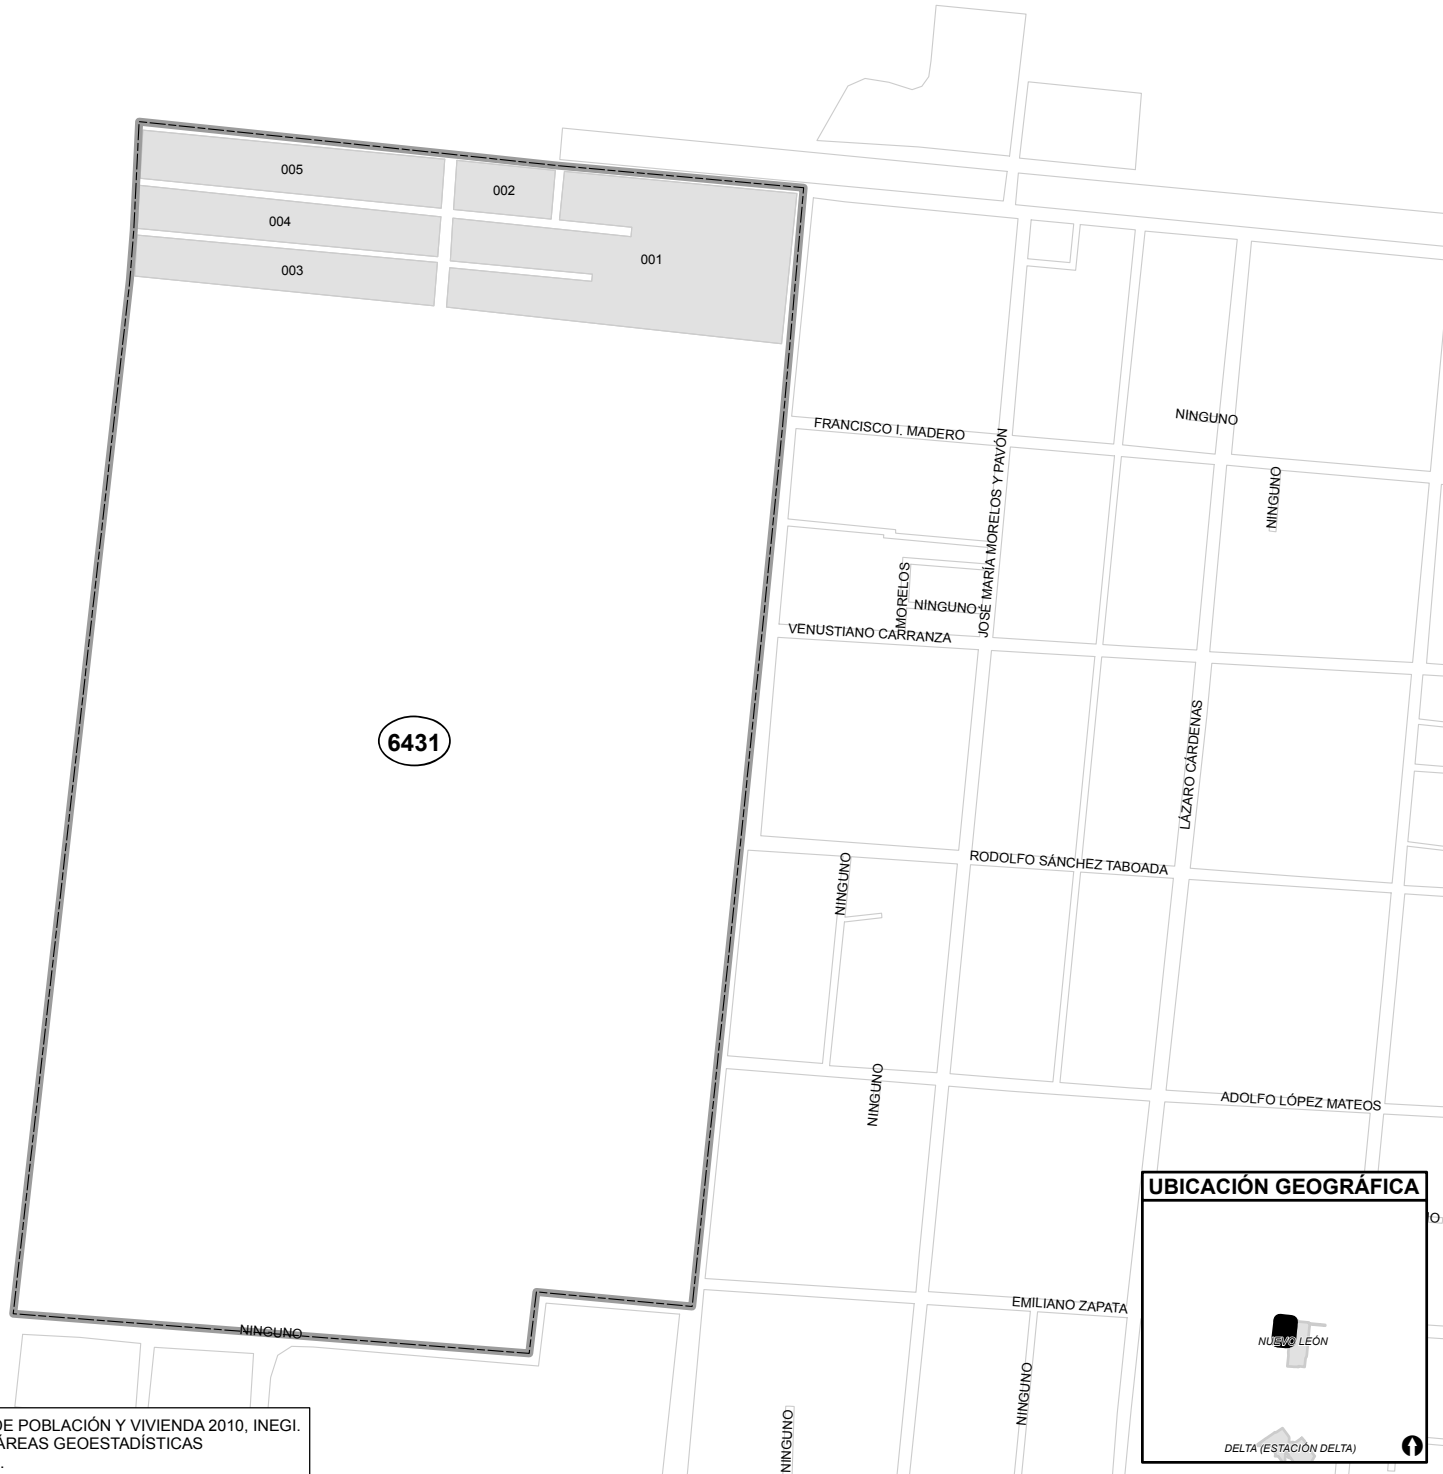 005
002
004
001
003
FRANCISCO I. MADERO
NINGUNO
JOSÉ MARÍA MORELOS Y PAVÓN
NINGUNO
MORELOS
NINGUNO
VENUSTIANO CARRANZA
6431
LÁZARO CÁRDENAS
RODOLFO SÁNCHEZ TABOADA
NINGUNO
NINGUNO
ADOLFO LÓPEZ MATEOS
UBICACIÓN GEOGRÁFICA
EMILIANO ZAPATA
NINGUNO
NUEVO LEÓN
NINGUNO
NINGUNO
DELTA (ESTACIÓN DELTA)
DE POBLACIÓN Y VIVIENDA 2010, INEGI.
ÁREAS GEOESTADÍSTICAS
.